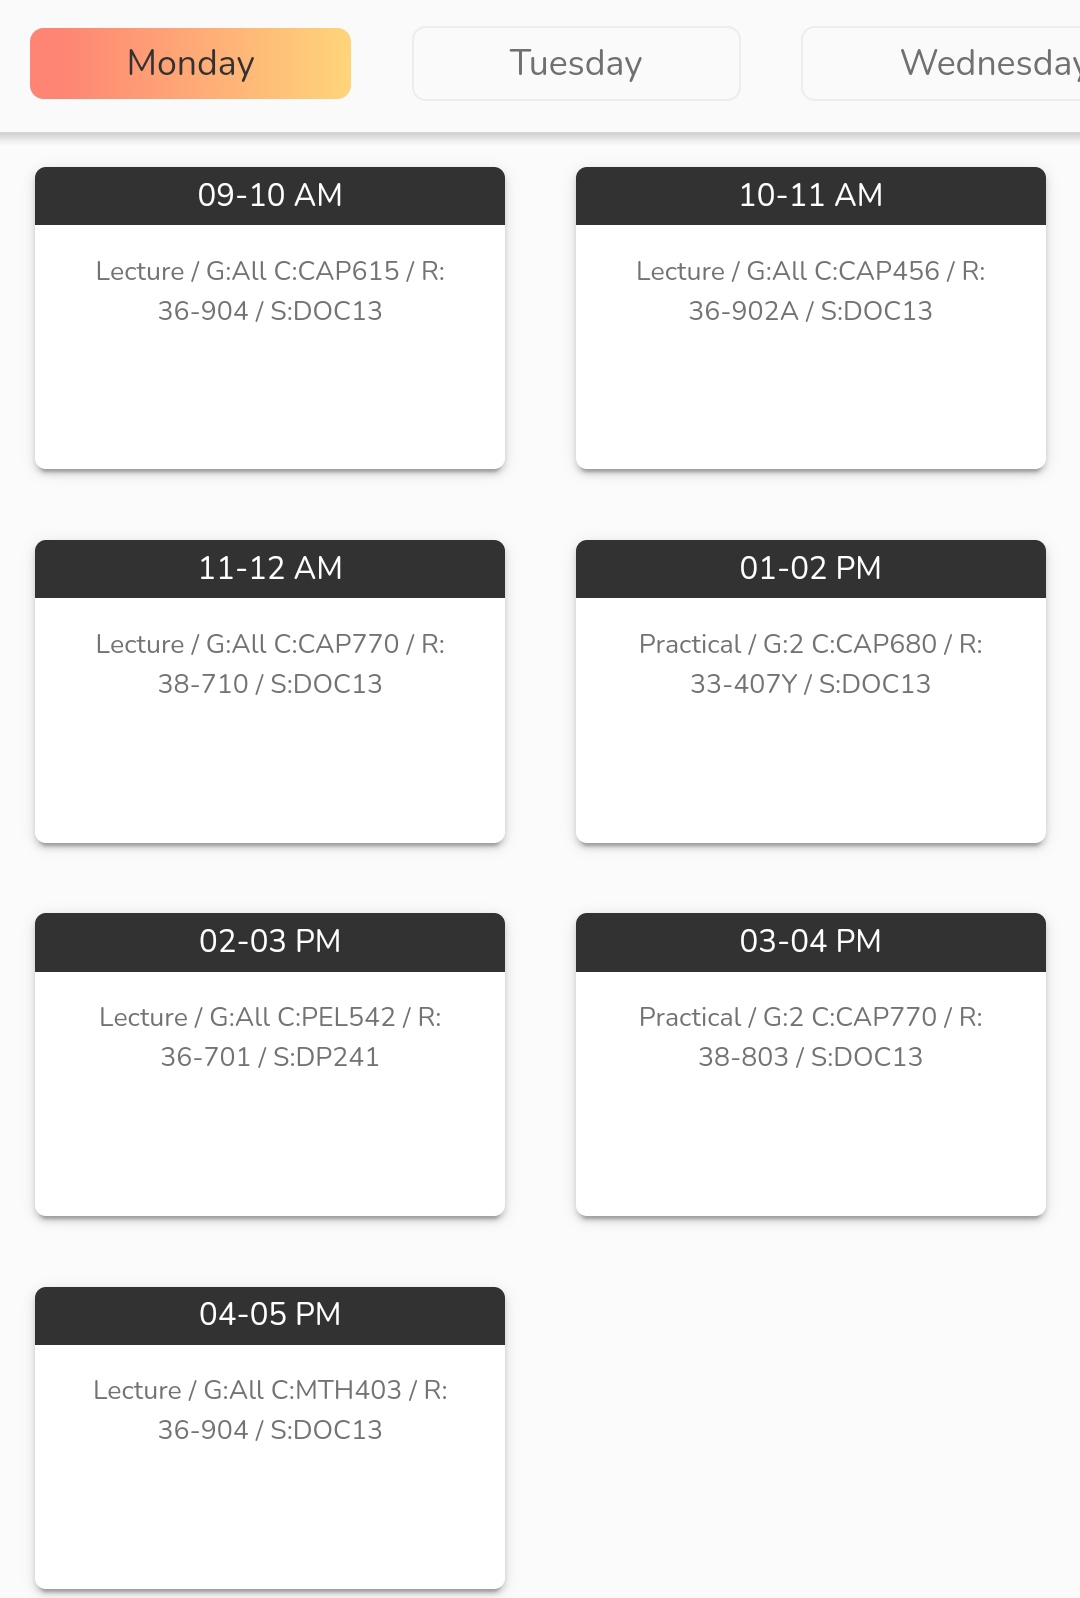 Monday
Tuesday
Wednesday
09-10 AM
Lecture / G:All C:CAP615 / R:
36-904 / S:DOC13
10-11 AM
Lecture / G:All C:CAP456 / R:
36-902A / S:DOC13
11-12 AM
Lecture / G:All C:CAP770 / R:
38-710 / S:DOC13
01-02 PM
Practical / G:2 C:CAP680 / R:
33-407Y / S:DOC13
02-03 PM
Lecture / G:All C:PEL542 / R:
36-701 / S:DP241
03-04 PM
Practical / G:2 C:CAP770 / R:
38-803 / S:DOC13
04-05 PM
Lecture / G:All C:MTH403 / R:
36-904 / S:DOC13